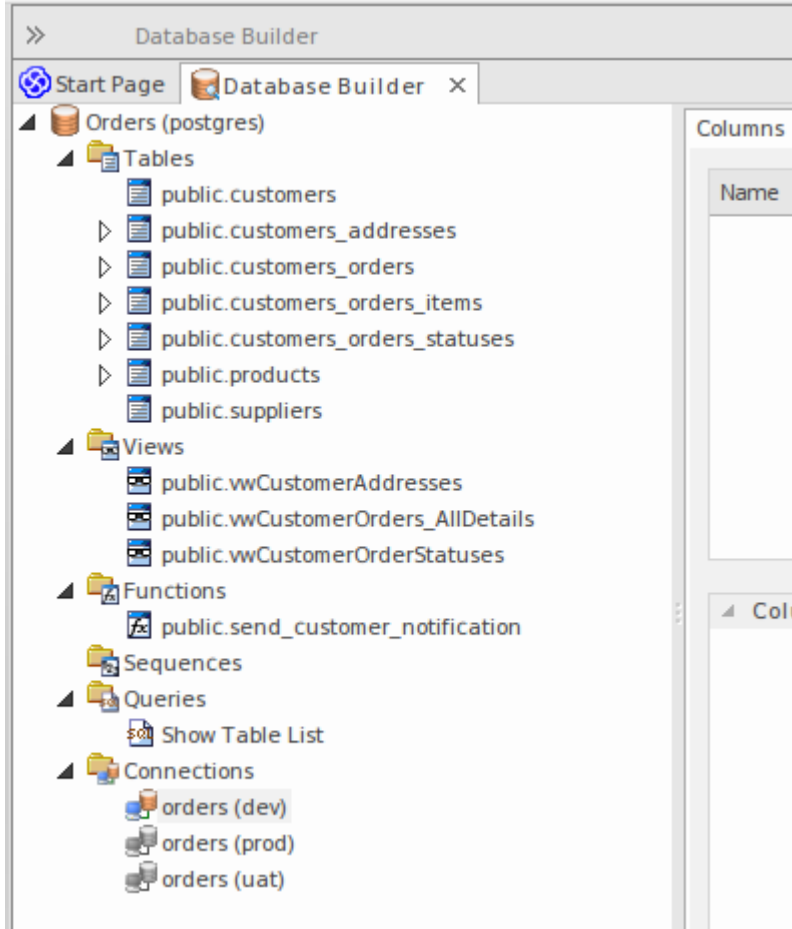 Database Builder
Start Page Database Builder
Orders (postgres)
Columns
Tables
Name
public.customers
public.customers_addresses
public.customers_orders
public.customers_orders_items
public.customers_orders_statuses
public.products
public.suppliers
Views
public.vwCustomerAddresses
public.vwCustomerOrders_AllDetails
public.vwCustomerOrderStatuses
Functions
public.send_customer_notification
Sequences
Queries
Show Table List
Connections
orders (dev)
orders (prod)
orders (uat)